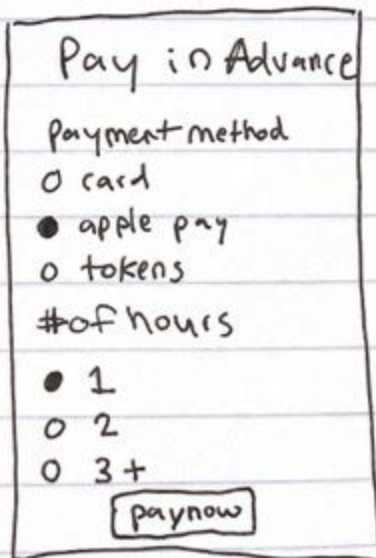 Pay in Advance
payment method
card
apple pay
tokens
#of hours
1
2
3+
paynow